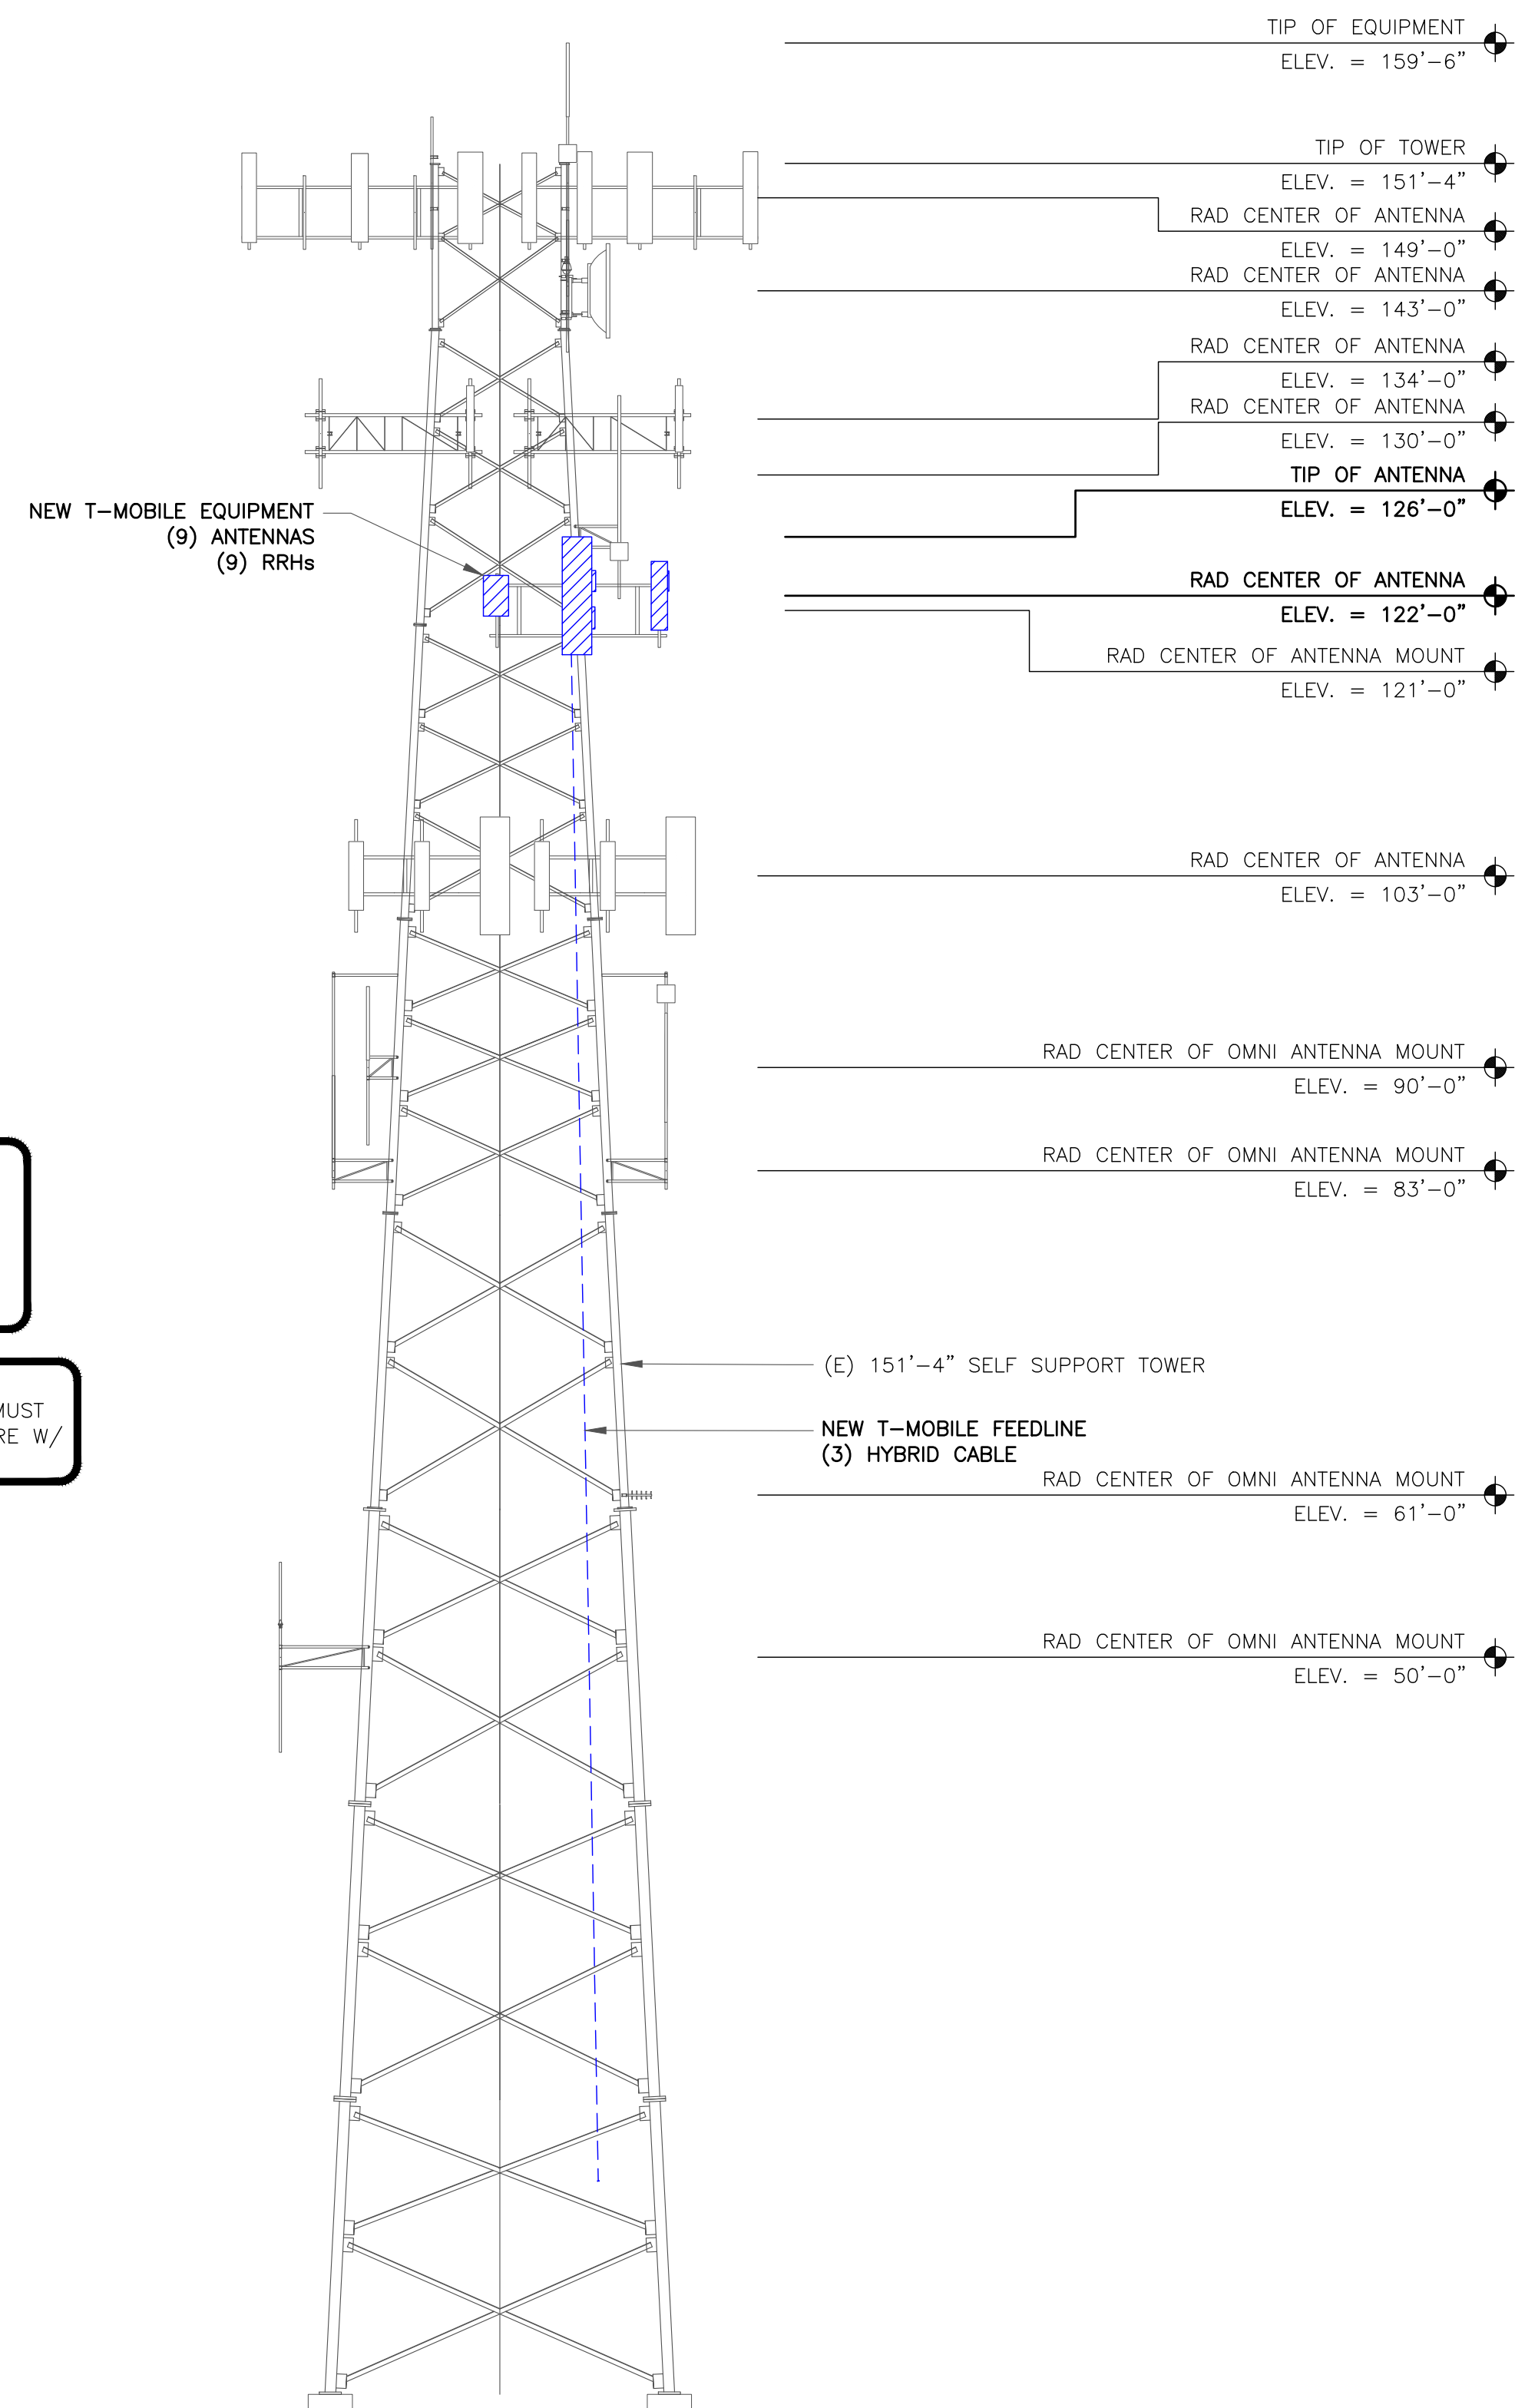 TIP OF EQUIPMENT
ELEV. = 159'-6"
TIP OF TOWER
ELEV. = 151'-4"
RAD CENTER OF ANTENNA
ELEV. = 149'-0"
RAD CENTER OF ANTENNA
ELEV. = 143'-0"
RAD CENTER OF ANTENNA
ELEV. = 134'-0"
RAD CENTER OF ANTENNA
ELEV. = 130'-0"
TIP OF ANTENNA
ELEV. = 126'-0"
NEW T-MOBILE EQUIPMENT
(9) ANTENNAS
(9) RRHs
RAD CENTER OF ANTENNA
ELEV. = 122'-0"
RAD CENTER OF ANTENNA MOUNT
ELEV. = 121'-0"
RAD CENTER OF ANTENNA
ELEV. = 103'-0"
RAD CENTER OF OMNI ANTENNA MOUNT
ELEV. = 90'-0"
RAD CENTER OF OMNI ANTENNA MOUNT
ELEV. = 83'-0"
(E) 151'-4" SELF SUPPORT TOWER
MUST
RE W/
NEW T-MOBILE FEEDLINE
(3) HYBRID CABLE
RAD CENTER OF OMNI ANTENNA MOUNT
ELEV. = 61'-0"
RAD CENTER OF OMNI ANTENNA MOUNT
ELEV. = 50'-0"